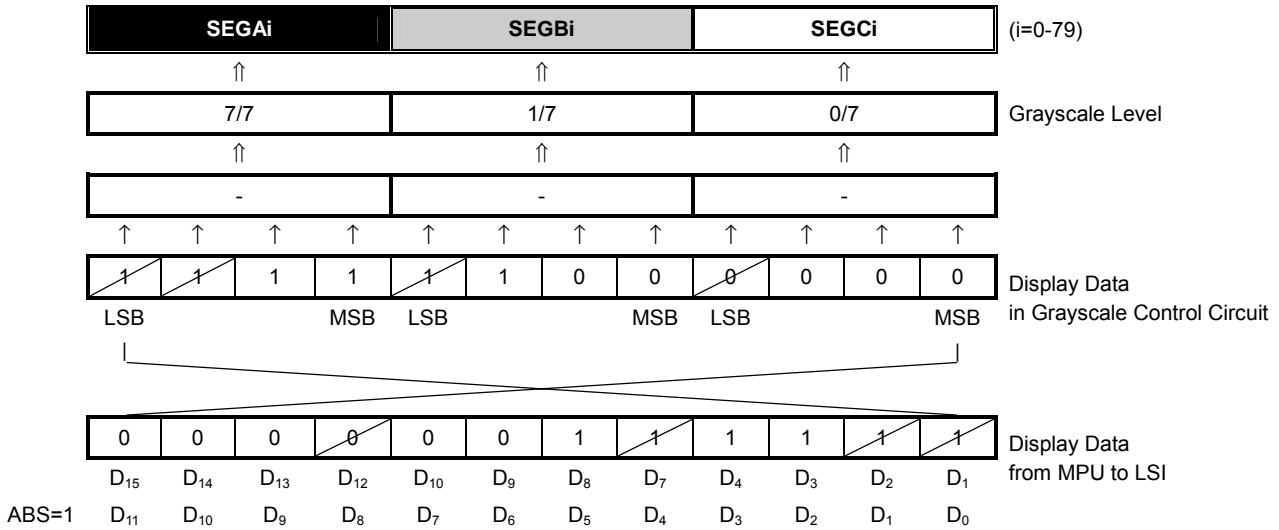 SEGAi SEGBi SEGCi (i=0-79)
⇑ ⇑ ⇑
7/7 1/7 0/7 Grayscale Level
⇑ ⇑ ⇑
- - -
↑ ↑ ↑ ↑ ↑ ↑ ↑ ↑ ↑ ↑ ↑ ↑
1 1 1 1 1 1 0 0 0 0 0 0 Display Data
in Grayscale Control Circuit
LSB MSB LSB MSB LSB MSB
0 0 0 0 0 0 1 1 1 1 1 1 Display Data
from MPU to LSI
D₁₅ D₁₄ D₁₃ D₁₂ D₁₀ D₉ D₈ D₇ D₄ D₃ D₂ D₁
ABS=1 D₁₁ D₁₀ D₉ D₈ D₇ D₆ D₅ D₄ D₃ D₂ D₁ D₀